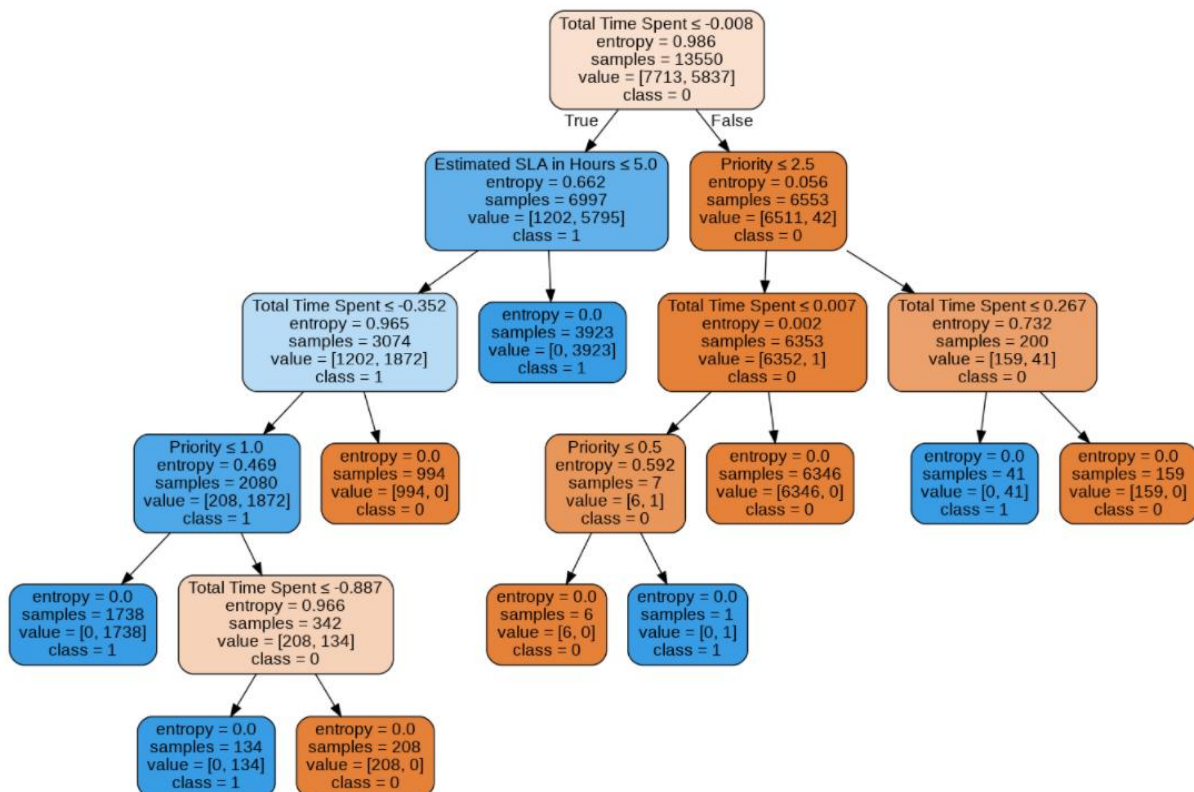 Total Time Spent ≤ -0.008
entropy = 0.986
samples = 13550
value = [7713, 5837]
class = 0
True
False
Estimated SLA in Hours ≤ 5.0
entropy = 0.662
samples = 6997
value = [1202, 5795]
class = 1
Priority ≤ 2.5
entropy = 0.056
samples = 6553
value = [6511, 42]
class = 0
Total Time Spent ≤ -0.352
entropy = 0.965
samples = 3074
value = [1202, 1872]
class = 1
entropy = 0.0
samples = 3923
value = [0, 3923]
class = 1
Total Time Spent ≤ 0.007
entropy = 0.002
samples = 6353
value = [6352, 1]
class = 0
Total Time Spent ≤ 0.267
entropy = 0.732
samples = 200
value = [159, 41]
class = 0
Priority ≤ 1.0
entropy = 0.469
samples = 2080
value = [208, 1872]
class = 1
entropy = 0.0
samples = 994
value = [994, 0]
class = 0
Priority ≤ 0.5
entropy = 0.592
samples = 7
value = [6, 1]
class = 0
entropy = 0.0
samples = 6346
value = [6346, 0]
class = 0
entropy = 0.0
samples = 41
value = [0, 41]
class = 1
entropy = 0.0
samples = 159
value = [159, 0]
class = 0
entropy = 0.0
samples = 1738
value = [0, 1738]
class = 1
Total Time Spent ≤ -0.887
entropy = 0.966
samples = 342
value = [208, 134]
class = 0
entropy = 0.0
samples = 6
value = [6, 0]
class = 0
entropy = 0.0
samples = 1
value = [0, 1]
class = 1
entropy = 0.0
samples = 134
value = [0, 134]
class = 1
entropy = 0.0
samples = 208
value = [208, 0]
class = 0